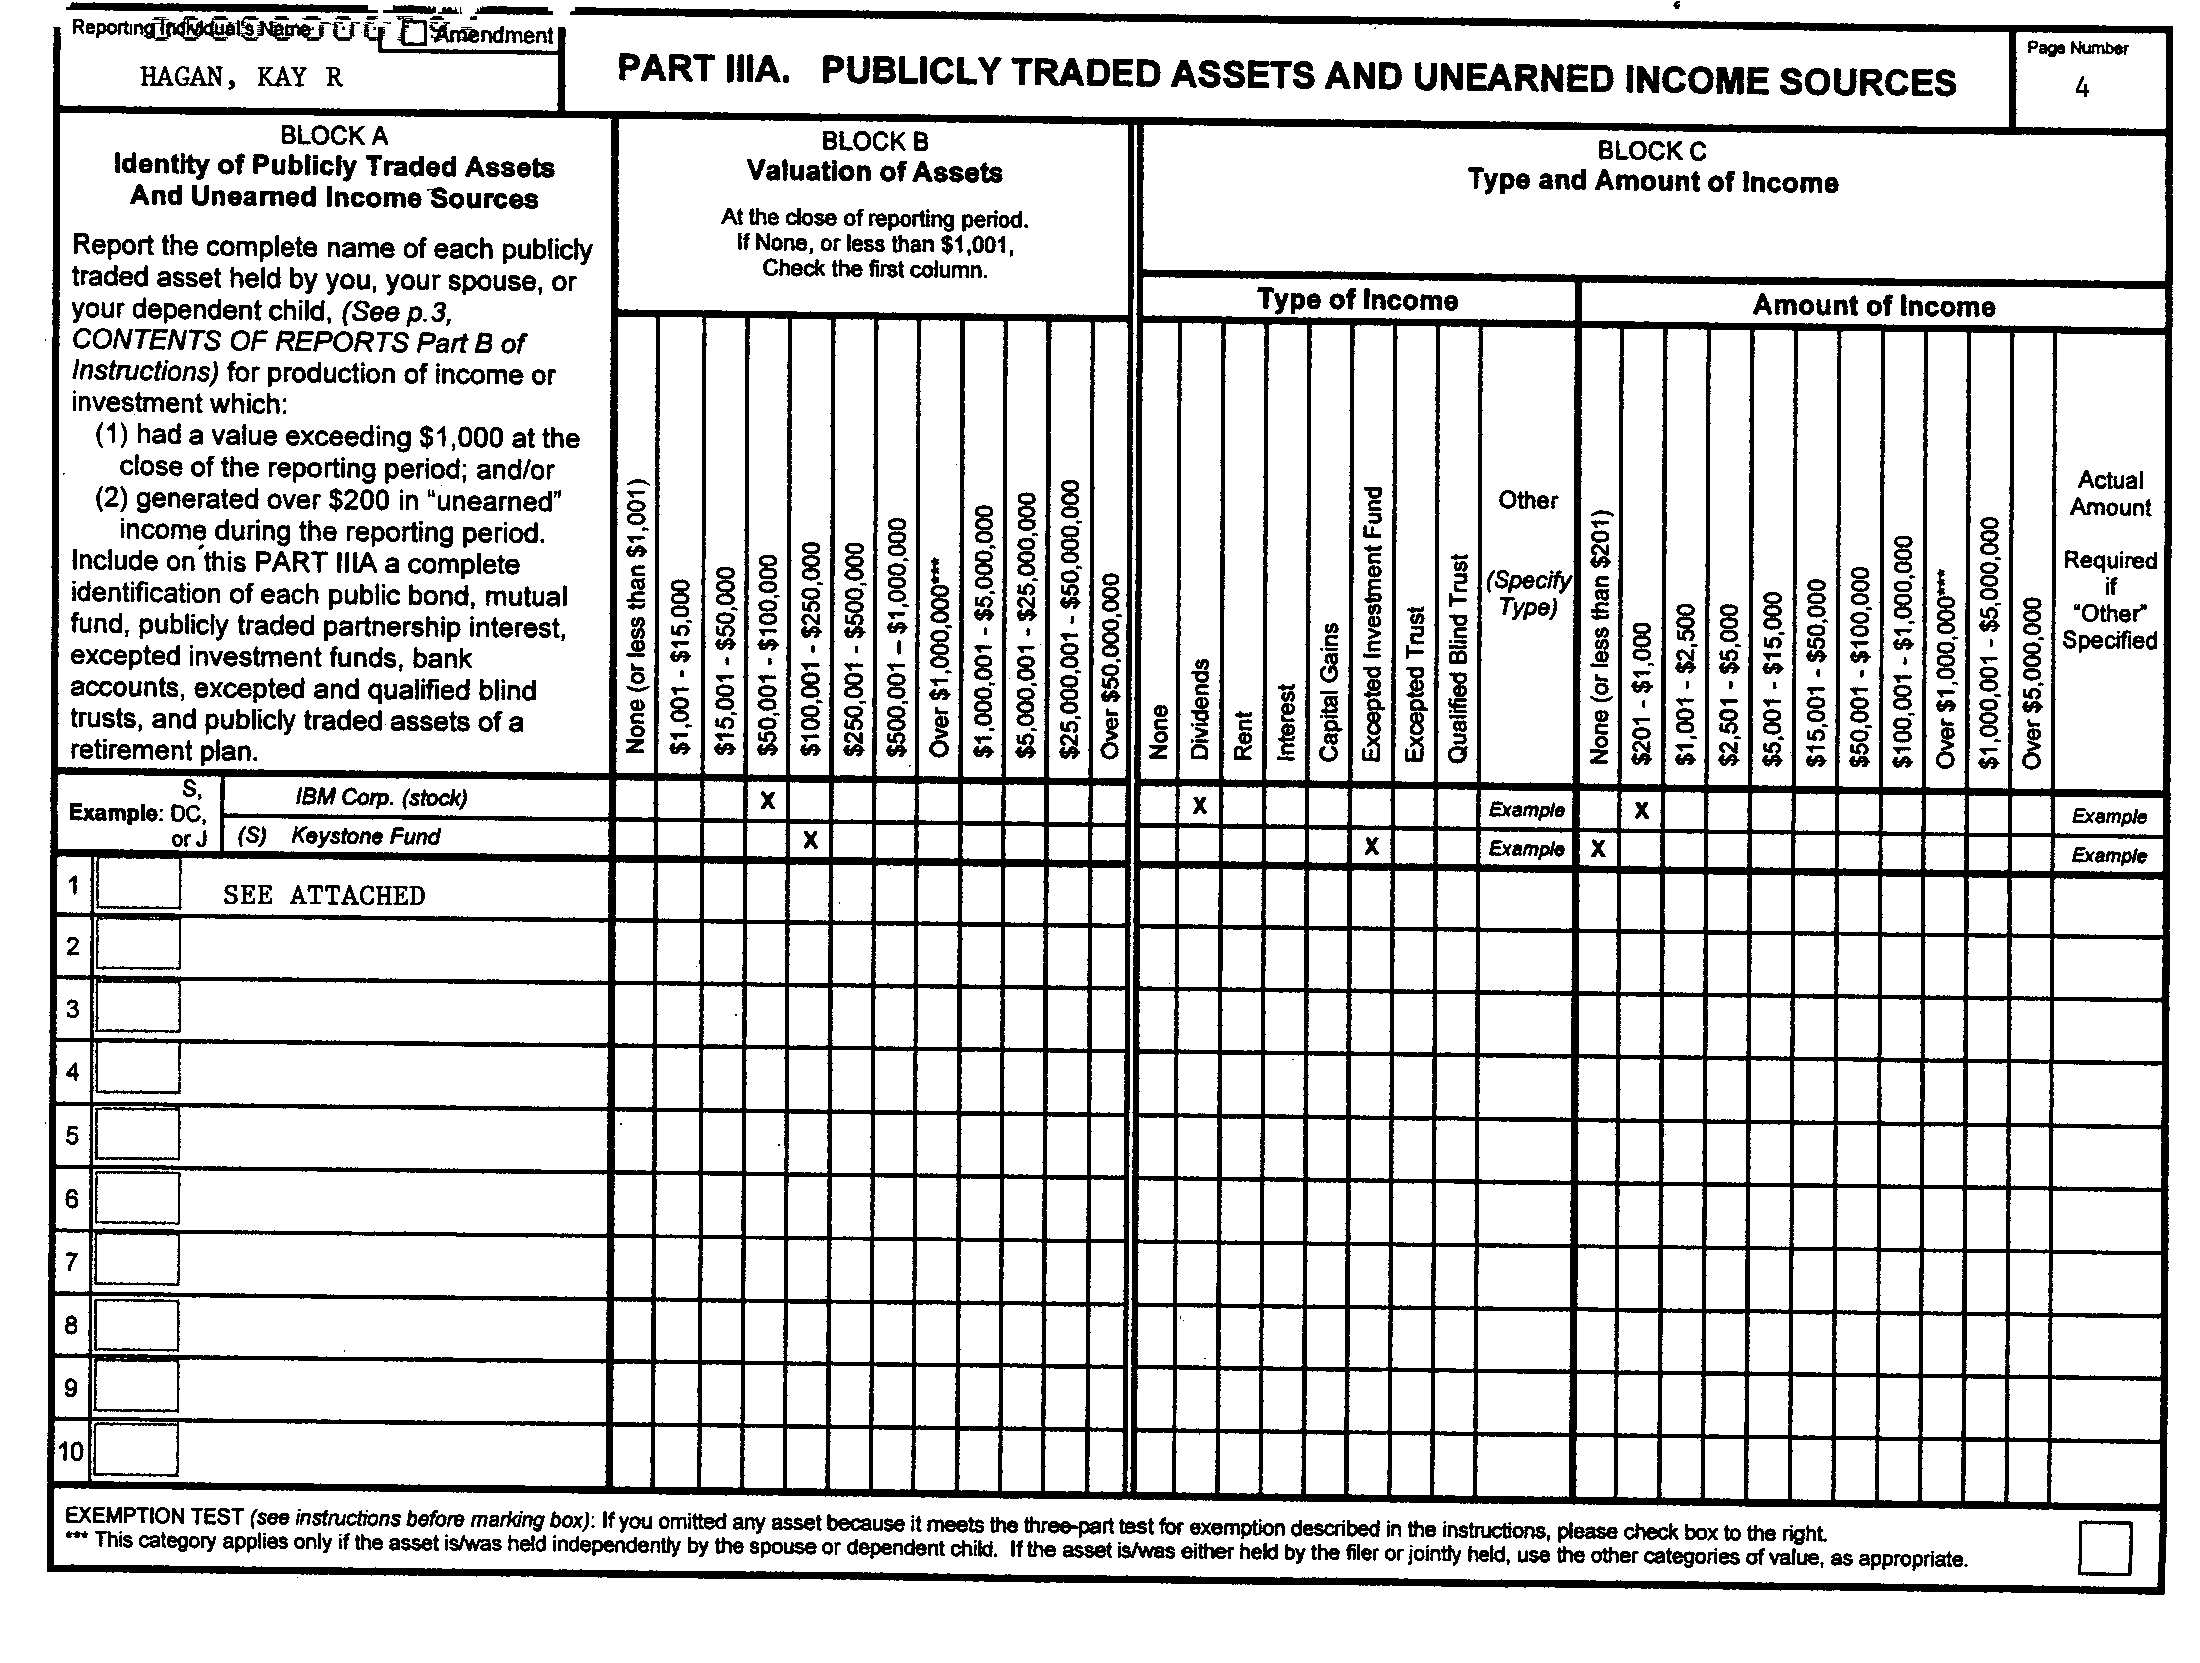 Reporting Individual's Name
Amendment
HAGAN, KAY R
PART IIIA. PUBLICLY TRADED ASSETS AND UNEARNED INCOME SOURCES
Page Number
4
BLOCK A
Identity of Publicly Traded Assets
And Unearned Income Sources
Report the complete name of each publicly
traded asset held by you, your spouse, or
your dependent child, (See p.3,
CONTENTS OF REPORTS Part B of
Instructions) for production of income or
investment which:
(1) had a value exceeding $1,000 at the
close of the reporting period; and/or
(2) generated over $200 in "unearned"
income during the reporting period.
Include on this PART IIIA a complete
identification of each public bond, mutual
fund, publicly traded partnership interest,
excepted investment funds, bank
accounts, excepted and qualified blind
trusts, and publicly traded assets of a
retirement plan.
BLOCK B
Valuation of Assets
At the close of reporting period.
If None, or less than $1,001,
Check the first column.
None (or less than $1,001)
$1,001 - $15,000
$15,001 - $50,000
$50,001 - $100,000
$100,001 - $250,000
$250,001 - $500,000
$500,001 – $1,000,000
Over $1,000,000***
$1,000,001 - $5,000,000
$5,000,001 - $25,000,000
$25,000,001 - $50,000,000
Over $50,000,000
BLOCK C
Type and Amount of Income
Type of Income
None
Dividends
Rent
Interest
Capital Gains
Excepted Investment Fund
Excepted Trust
Qualified Blind Trust
Other
(Specify
Type)
Amount of Income
None (or less than $201)
$201 - $1,000
$1,001 - $2,500
$2,501 - $5,000
$5,001 - $15,000
$15,001 - $50,000
$50,001 - $100,000
$100,001 - $1,000,000
Over $1,000,000***
$1,000,001 - $5,000,000
Over $5,000,000
Actual
Amount
Required
if
"Other"
Specified
Example: S, DC, or J
IBM Corp. (stock) X X Example X Example
(S) Keystone Fund X X Example X Example
1 SEE ATTACHED
2
3
4
5
6
7
8
9
10
EXEMPTION TEST (see instructions before marking box): If you omitted any asset because it meets the three-part test for exemption described in the instructions, please check box to the right.
*** This category applies only if the asset is/was held independently by the spouse or dependent child. If the asset is/was either held by the filer or jointly held, use the other categories of value, as appropriate.